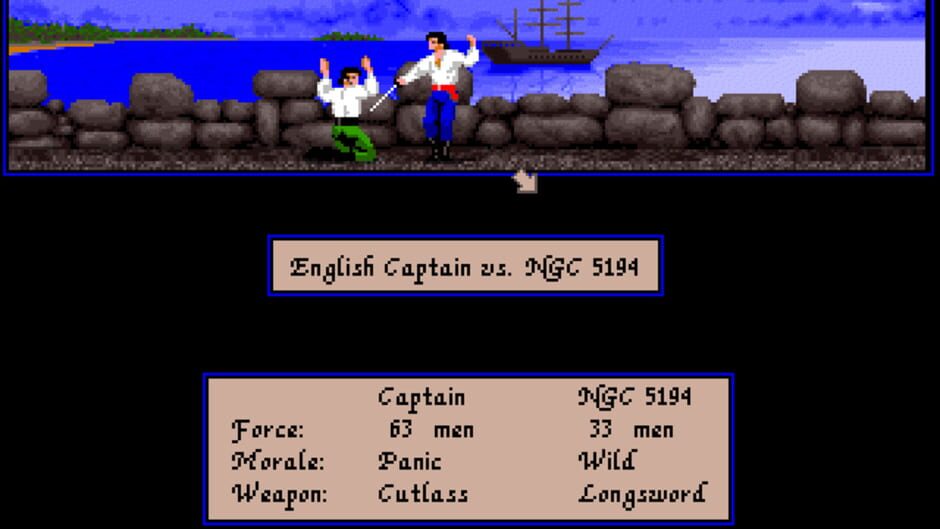 English Captain vs. NGC 5194
Captain NGC 5194
Force: 63 men 33 men
Morale: Panic Wild
Weapon: Cutlass Longsword